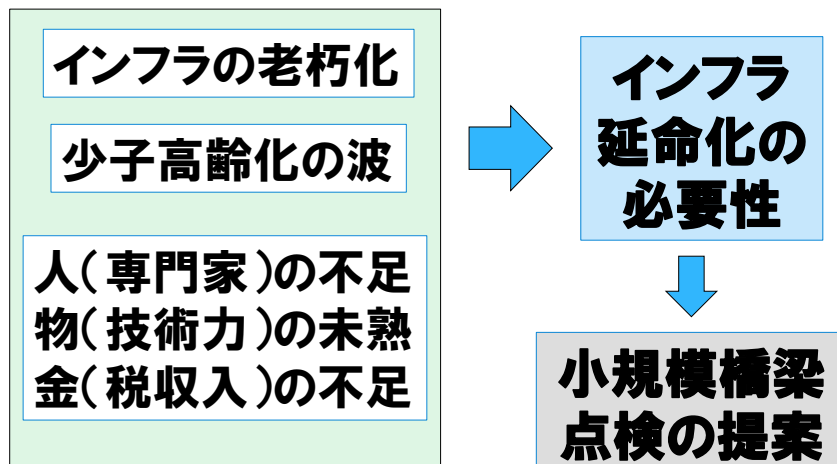 インフラの老朽化
少子高齢化の波
人(専門家)の不足
物(技術力)の未熟
金(税収入)の不足
インフラ
延命化の
必要性
小規模橋梁
点検の提案